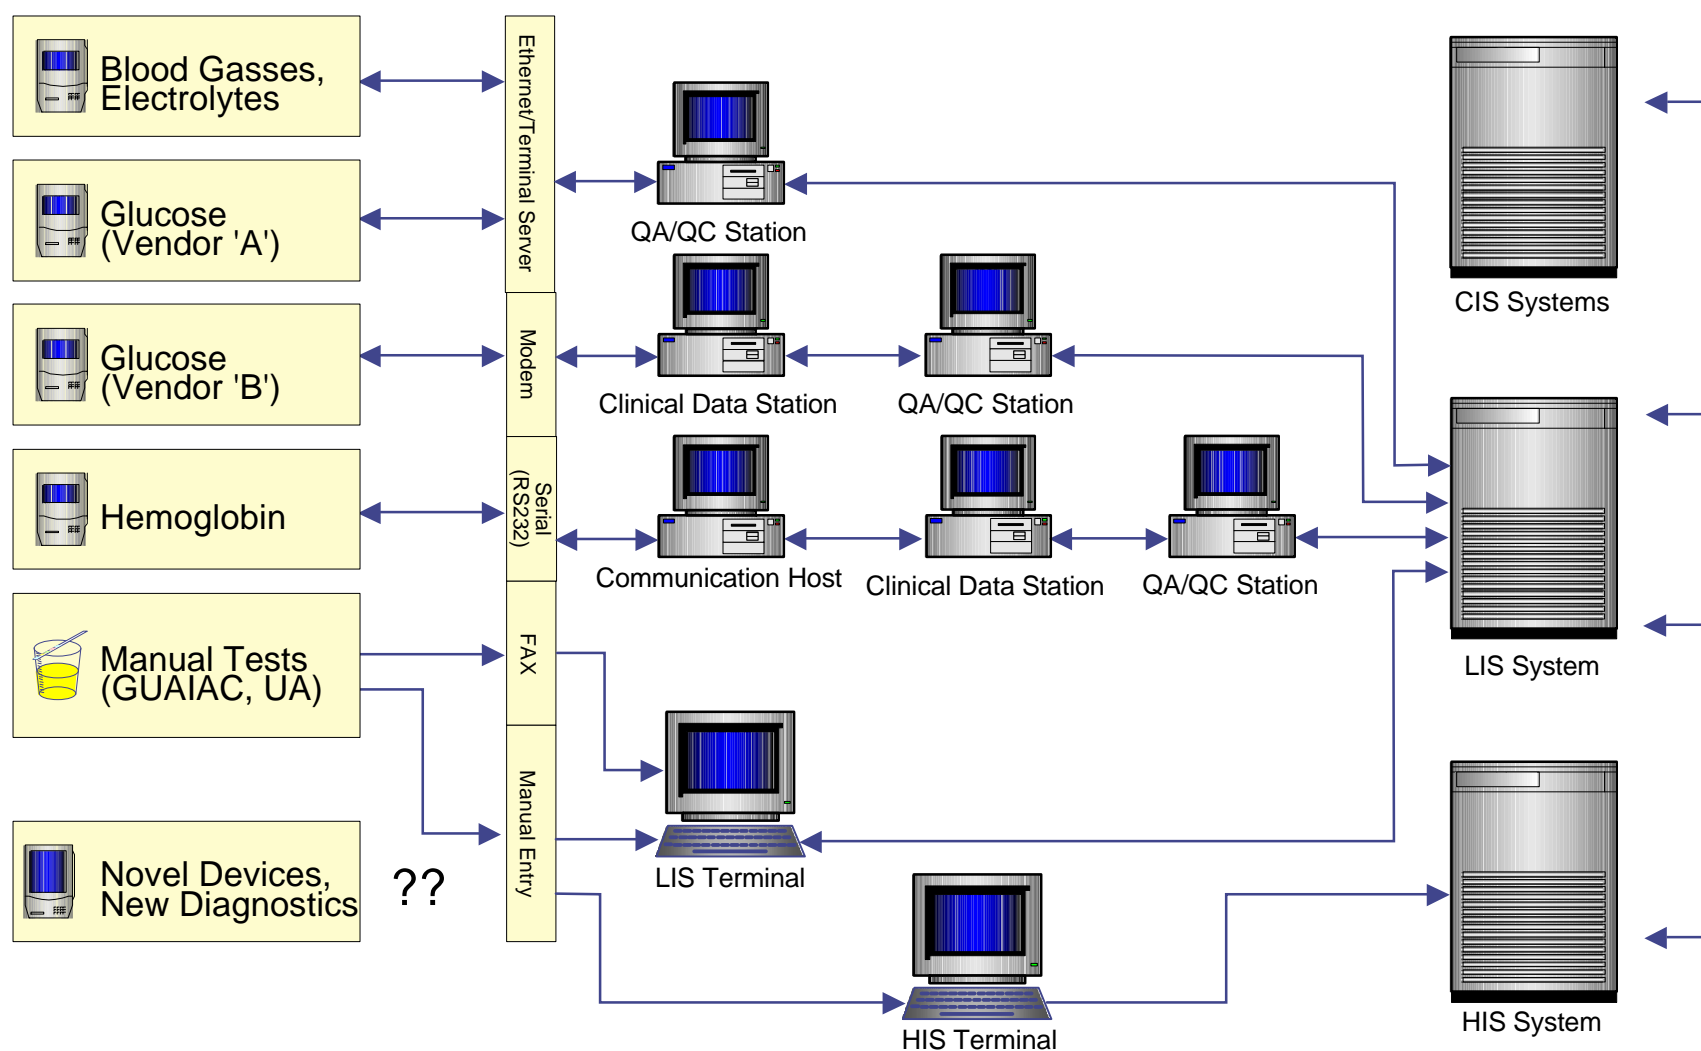 Blood Gasses,
Electrolytes
Glucose
(Vendor 'A')
Glucose
(Vendor 'B')
Hemoglobin
Manual Tests
(GUAIAC, UA)
Novel Devices,
New Diagnostics
??
Ethernet/Terminal Server
Modem
Serial
(RS232)
FAX
Manual Entry
QA/QC Station
Clinical Data Station
QA/QC Station
Communication Host
Clinical Data Station
QA/QC Station
LIS Terminal
HIS Terminal
CIS Systems
LIS System
HIS System